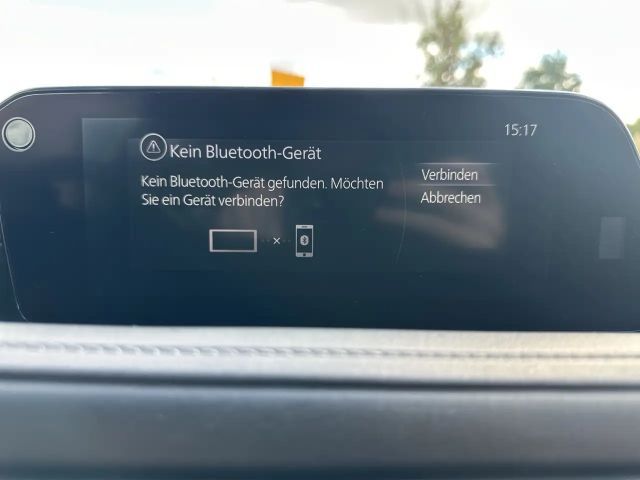 15:17
Kein Bluetooth-Gerät
Kein Bluetooth-Gerät gefunden. Möchten
Sie ein Gerät verbinden?
Verbinden
Abbrechen